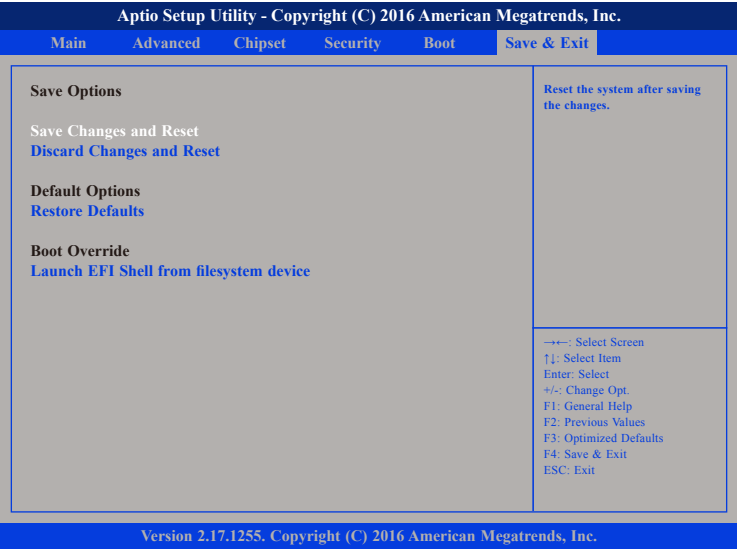 Aptio Setup Utility - Copyright (C) 2016 American Megatrends, Inc.
Main Advanced Chipset Security Boot Save & Exit
Save Options
Save Changes and Reset
Discard Changes and Reset
Default Options
Restore Defaults
Boot Override
Launch EFI Shell from filesystem device
Reset the system after saving
the changes.
→←: Select Screen
↑↓: Select Item
Enter: Select
+/-: Change Opt.
F1: General Help
F2: Previous Values
F3: Optimized Defaults
F4: Save & Exit
ESC: Exit
Version 2.17.1255. Copyright (C) 2016 American Megatrends, Inc.